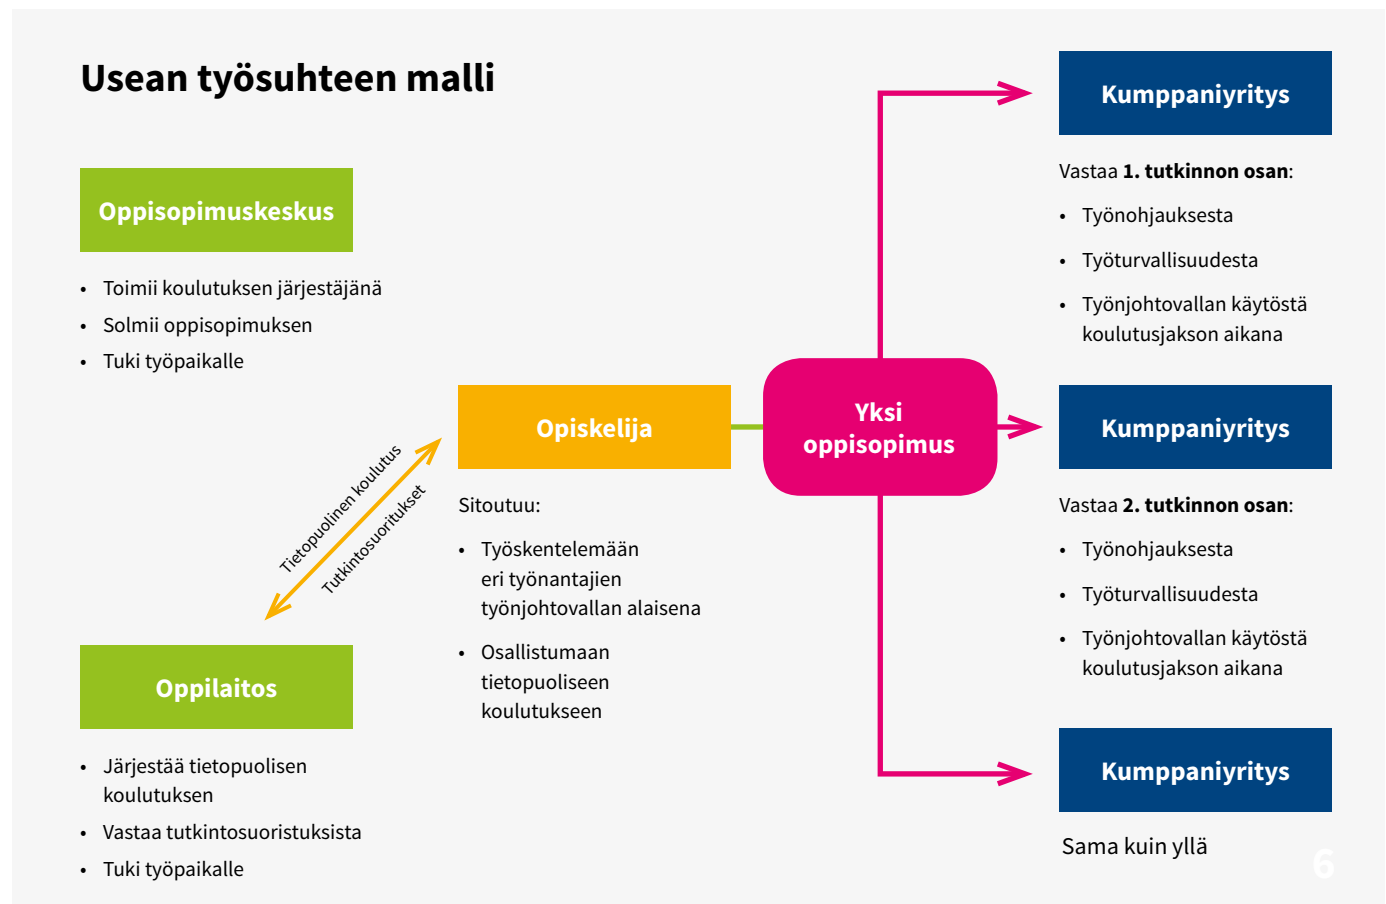 Usean työsuhteen malli
Oppisopimuskeskus
• Toimii koulutuksen järjestäjänä
• Solmii oppisopimuksen
• Tuki työpaikalle
Tietopuolinen koulutus
Tutkintosuoritukset
Oppilaitos
• Järjestää tietopuolisen
koulutuksen
• Vastaa tutkintosuoristuksista
• Tuki työpaikalle
Opiskelija
Sitoutuu:
• Työskentelemään
eri työnantajien
työnjohtovallan alaisena
• Osallistumaan
tietopuoliseen
koulutukseen
Yksi
oppisopimus
Kumppaniyritys
Vastaa 1. tutkinnon osan:
• Työnohjauksesta
• Työturvallisuudesta
• Työnjohtovallan käytöstä
koulutusjakson aikana
Kumppaniyritys
Vastaa 2. tutkinnon osan:
• Työnohjauksesta
• Työturvallisuudesta
• Työnjohtovallan käytöstä
koulutusjakson aikana
Kumppaniyritys
Sama kuin yllä
6